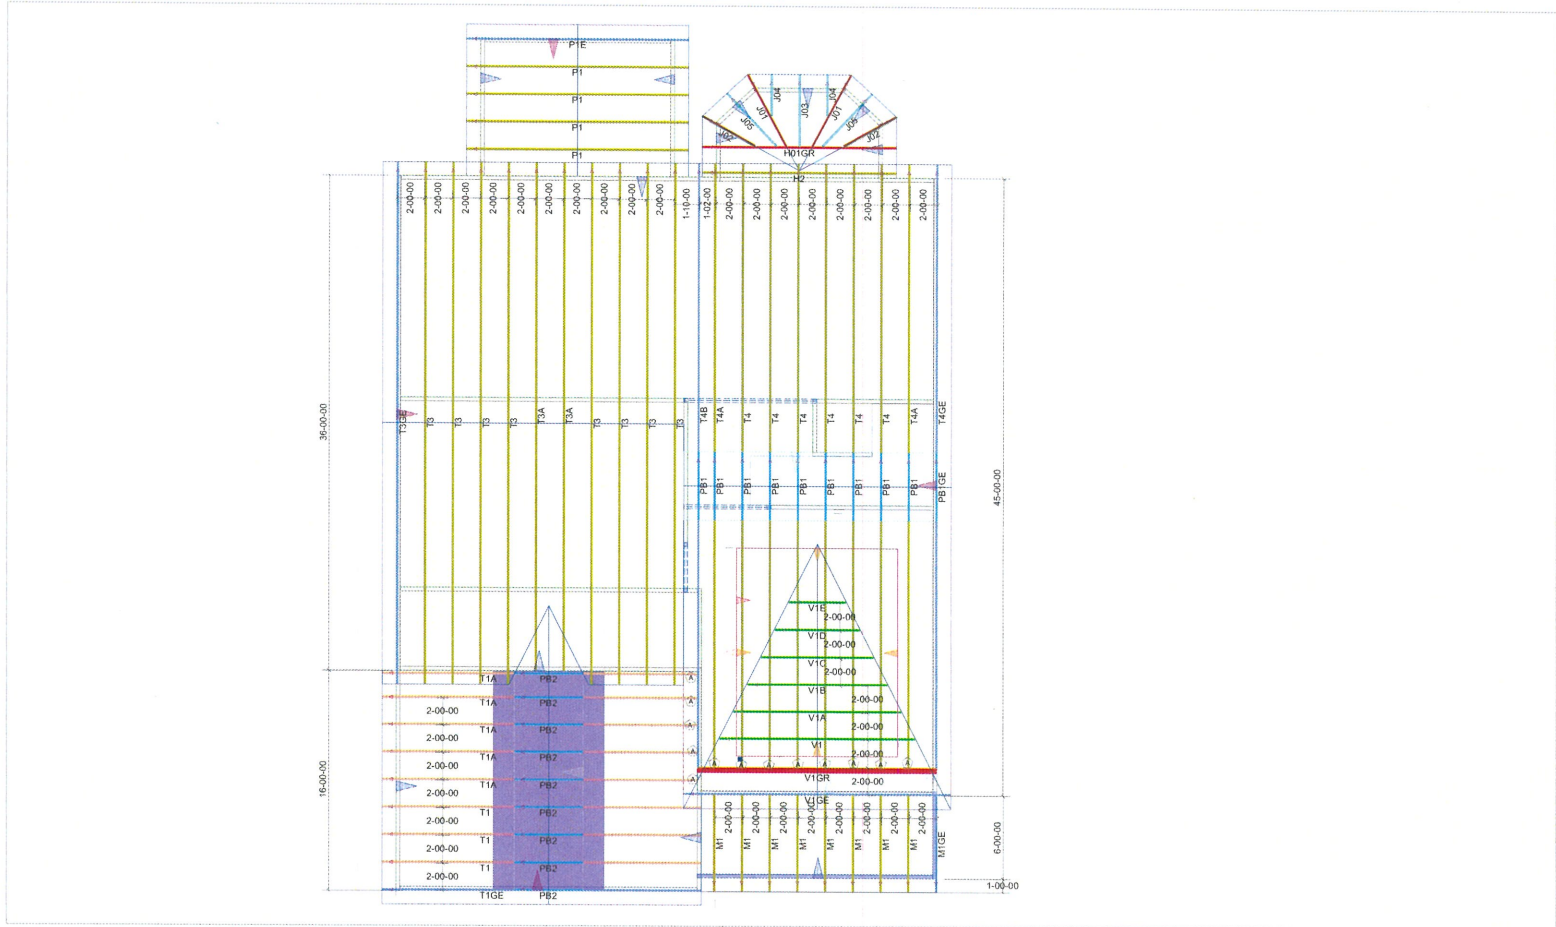 P1E
P1
P1
P1
P1
J04
J04
J03
J01
J01
J05
J05
J02
J02
H01GR
H2
2-00-00
2-00-00
2-00-00
2-00-00
2-00-00
2-00-00
2-00-00
2-00-00
2-00-00
2-00-00
1-10-00
1-02-00
2-00-00
2-00-00
2-00-00
2-00-00
2-00-00
2-00-00
2-00-00
2-00-00
36-00-00
T3GE
T3
T3
T3
T3
T3A
T3A
T3
T3
T3
T3
T4B
T4A
T4
T4
T4
T4
T4
T4
T4A
T4GE
PB1
PB1
PB1
PB1
PB1
PB1
PB1
PB1
PB1
PB1GE
45-00-00
V1E
2-00-00
V1D
2-00-00
V1C
2-00-00
V1B
2-00-00
V1A
2-00-00
V1
2-00-00
V1GR
2-00-00
V1GE
A
A
A
A
A
A
A
A
T1A
PB2
A
T1A
PB2
A
2-00-00
T1A
PB2
A
2-00-00
T1A
PB2
A
2-00-00
T1A
PB2
A
2-00-00
T1
PB2
2-00-00
T1
PB2
2-00-00
T1
PB2
2-00-00
T1GE
PB2
16-00-00
2-00-00
2-00-00
2-00-00
2-00-00
2-00-00
2-00-00
2-00-00
2-00-00
M1
M1
M1
M1
M1
M1
M1
M1
M1GE
6-00-00
1-00-00